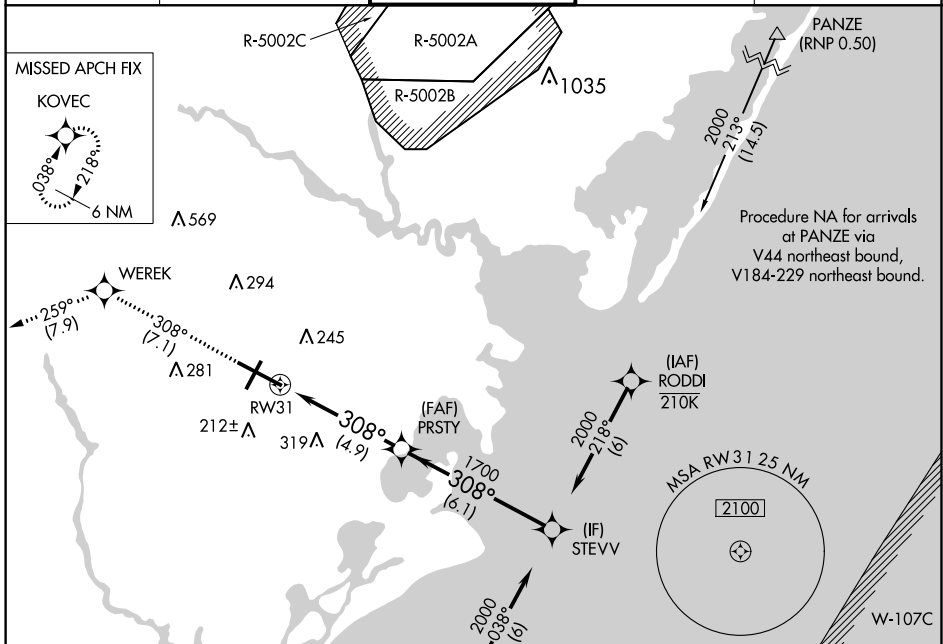 R-5002C
R-5002A
R-5002B
1035
PANZE
(RNP 0.50)
2000
213°
(14.5)
MISSED APCH FIX
KOVEC
038°
218°
6 NM
569
Procedure NA for arrivals
at PANZE via
V44 northeast bound,
V184-229 northeast bound.
WEREK
294
259°
(7.9)
308°
(7.1)
245
281
RW31
212±
319
308°
(4.9)
(FAF)
PRSTY
(IAF)
RODDI
210K
2000
218°
(6)
1700
308°
(6.1)
(IF)
STEVV
MSA RW31 25 NM
2100
2000
038°
(6)
W-107C